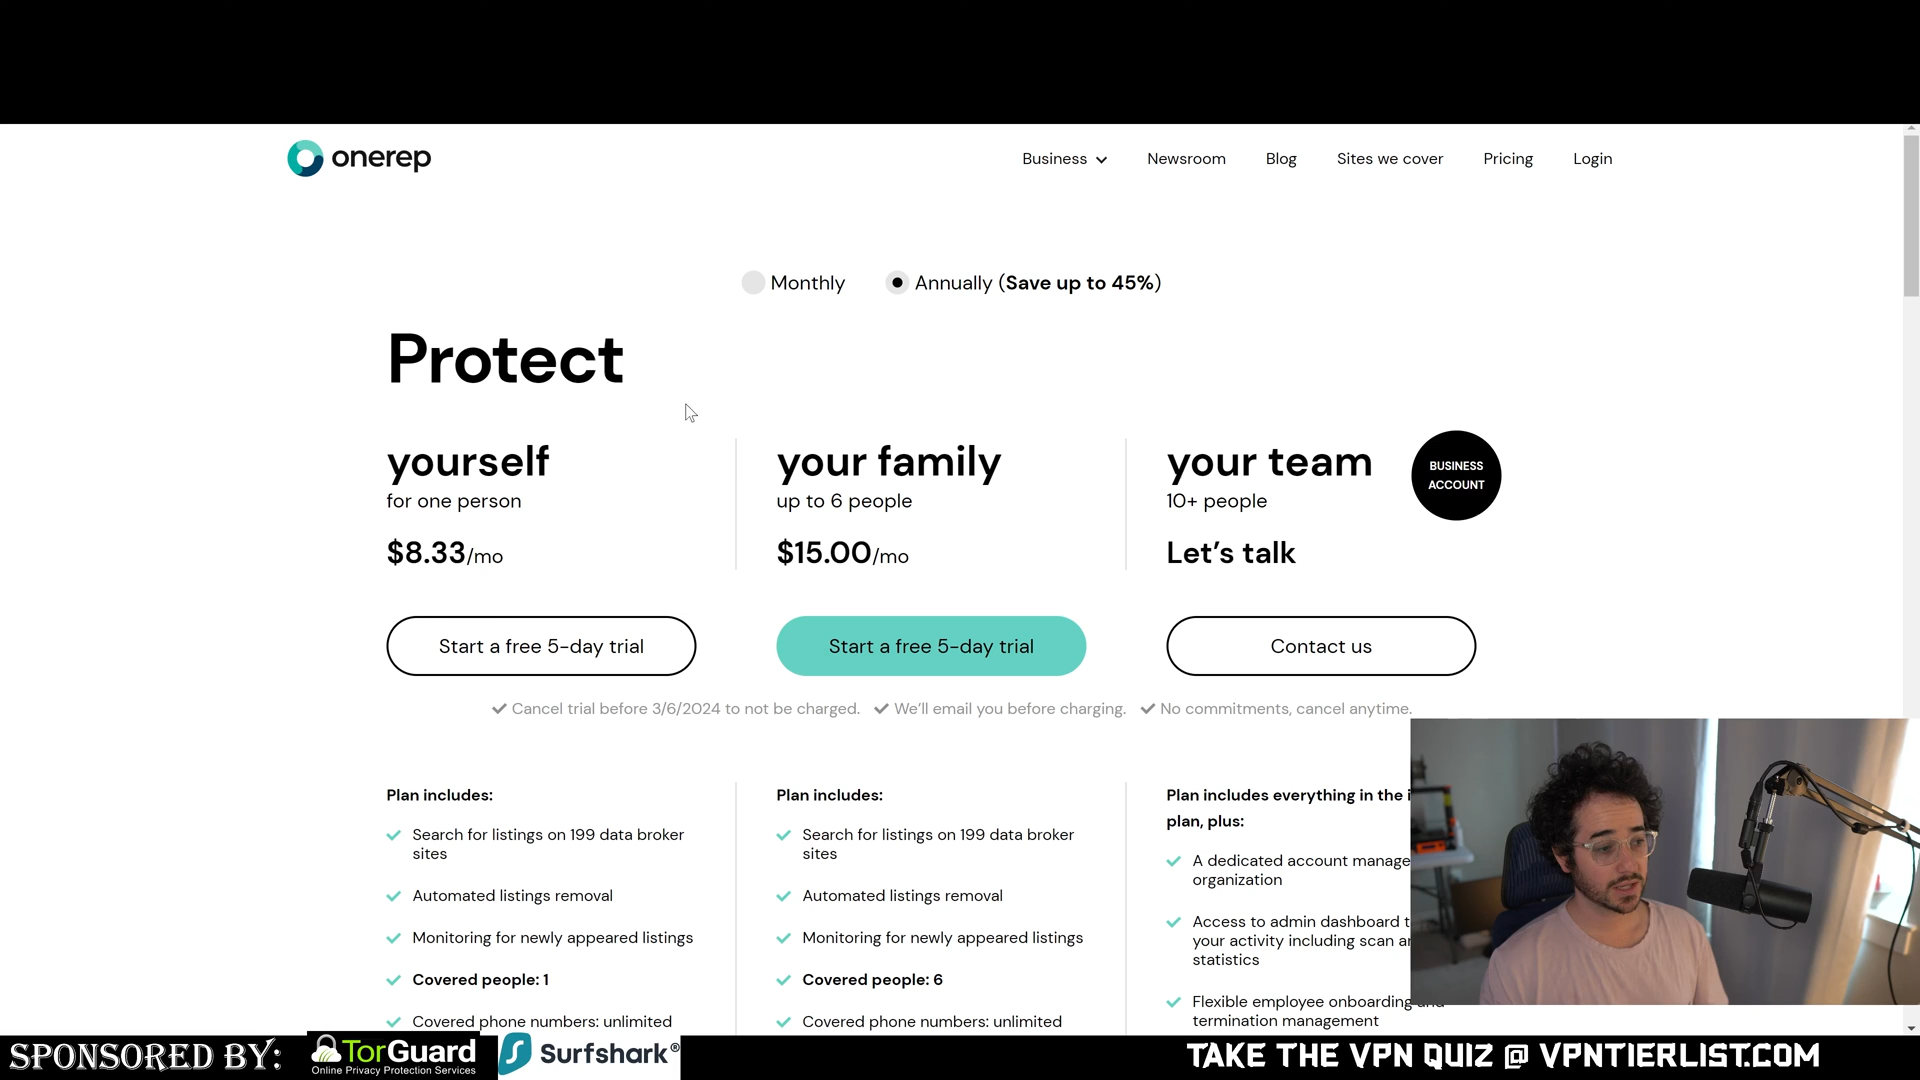 onerep
Business
Newsroom
Blog
Sites we cover
Pricing
Login
Monthly
Annually (Save up to 45%)
Protect
yourself
for one person
$8.33/mo
Start a free 5-day trial
your family
up to 6 people
$15.00/mo
Start a free 5-day trial
your team
10+ people
Let's talk
BUSINESS
ACCOUNT
Contact us
Cancel trial before 3/6/2024 to not be charged.
We'll email you before charging.
No commitments, cancel anytime.
Plan includes:
Search for listings on 199 data broker
sites
Automated listings removal
Monitoring for newly appeared listings
Covered people: 1
Covered phone numbers: unlimited
Plan includes:
Search for listings on 199 data broker
sites
Automated listings removal
Monitoring for newly appeared listings
Covered people: 6
Covered phone numbers: unlimited
Plan includes everything in the
plan, plus:
A dedicated account
organization
Access to admin dashboard
your activity including scan
statistics
Flexible employee onboarding and
termination management
SPONSORED BY:
TorGuard
Online Privacy Protection Services
Surfshark®
TAKE THE VPN QUIZ @ VPNTIERLIST.COM